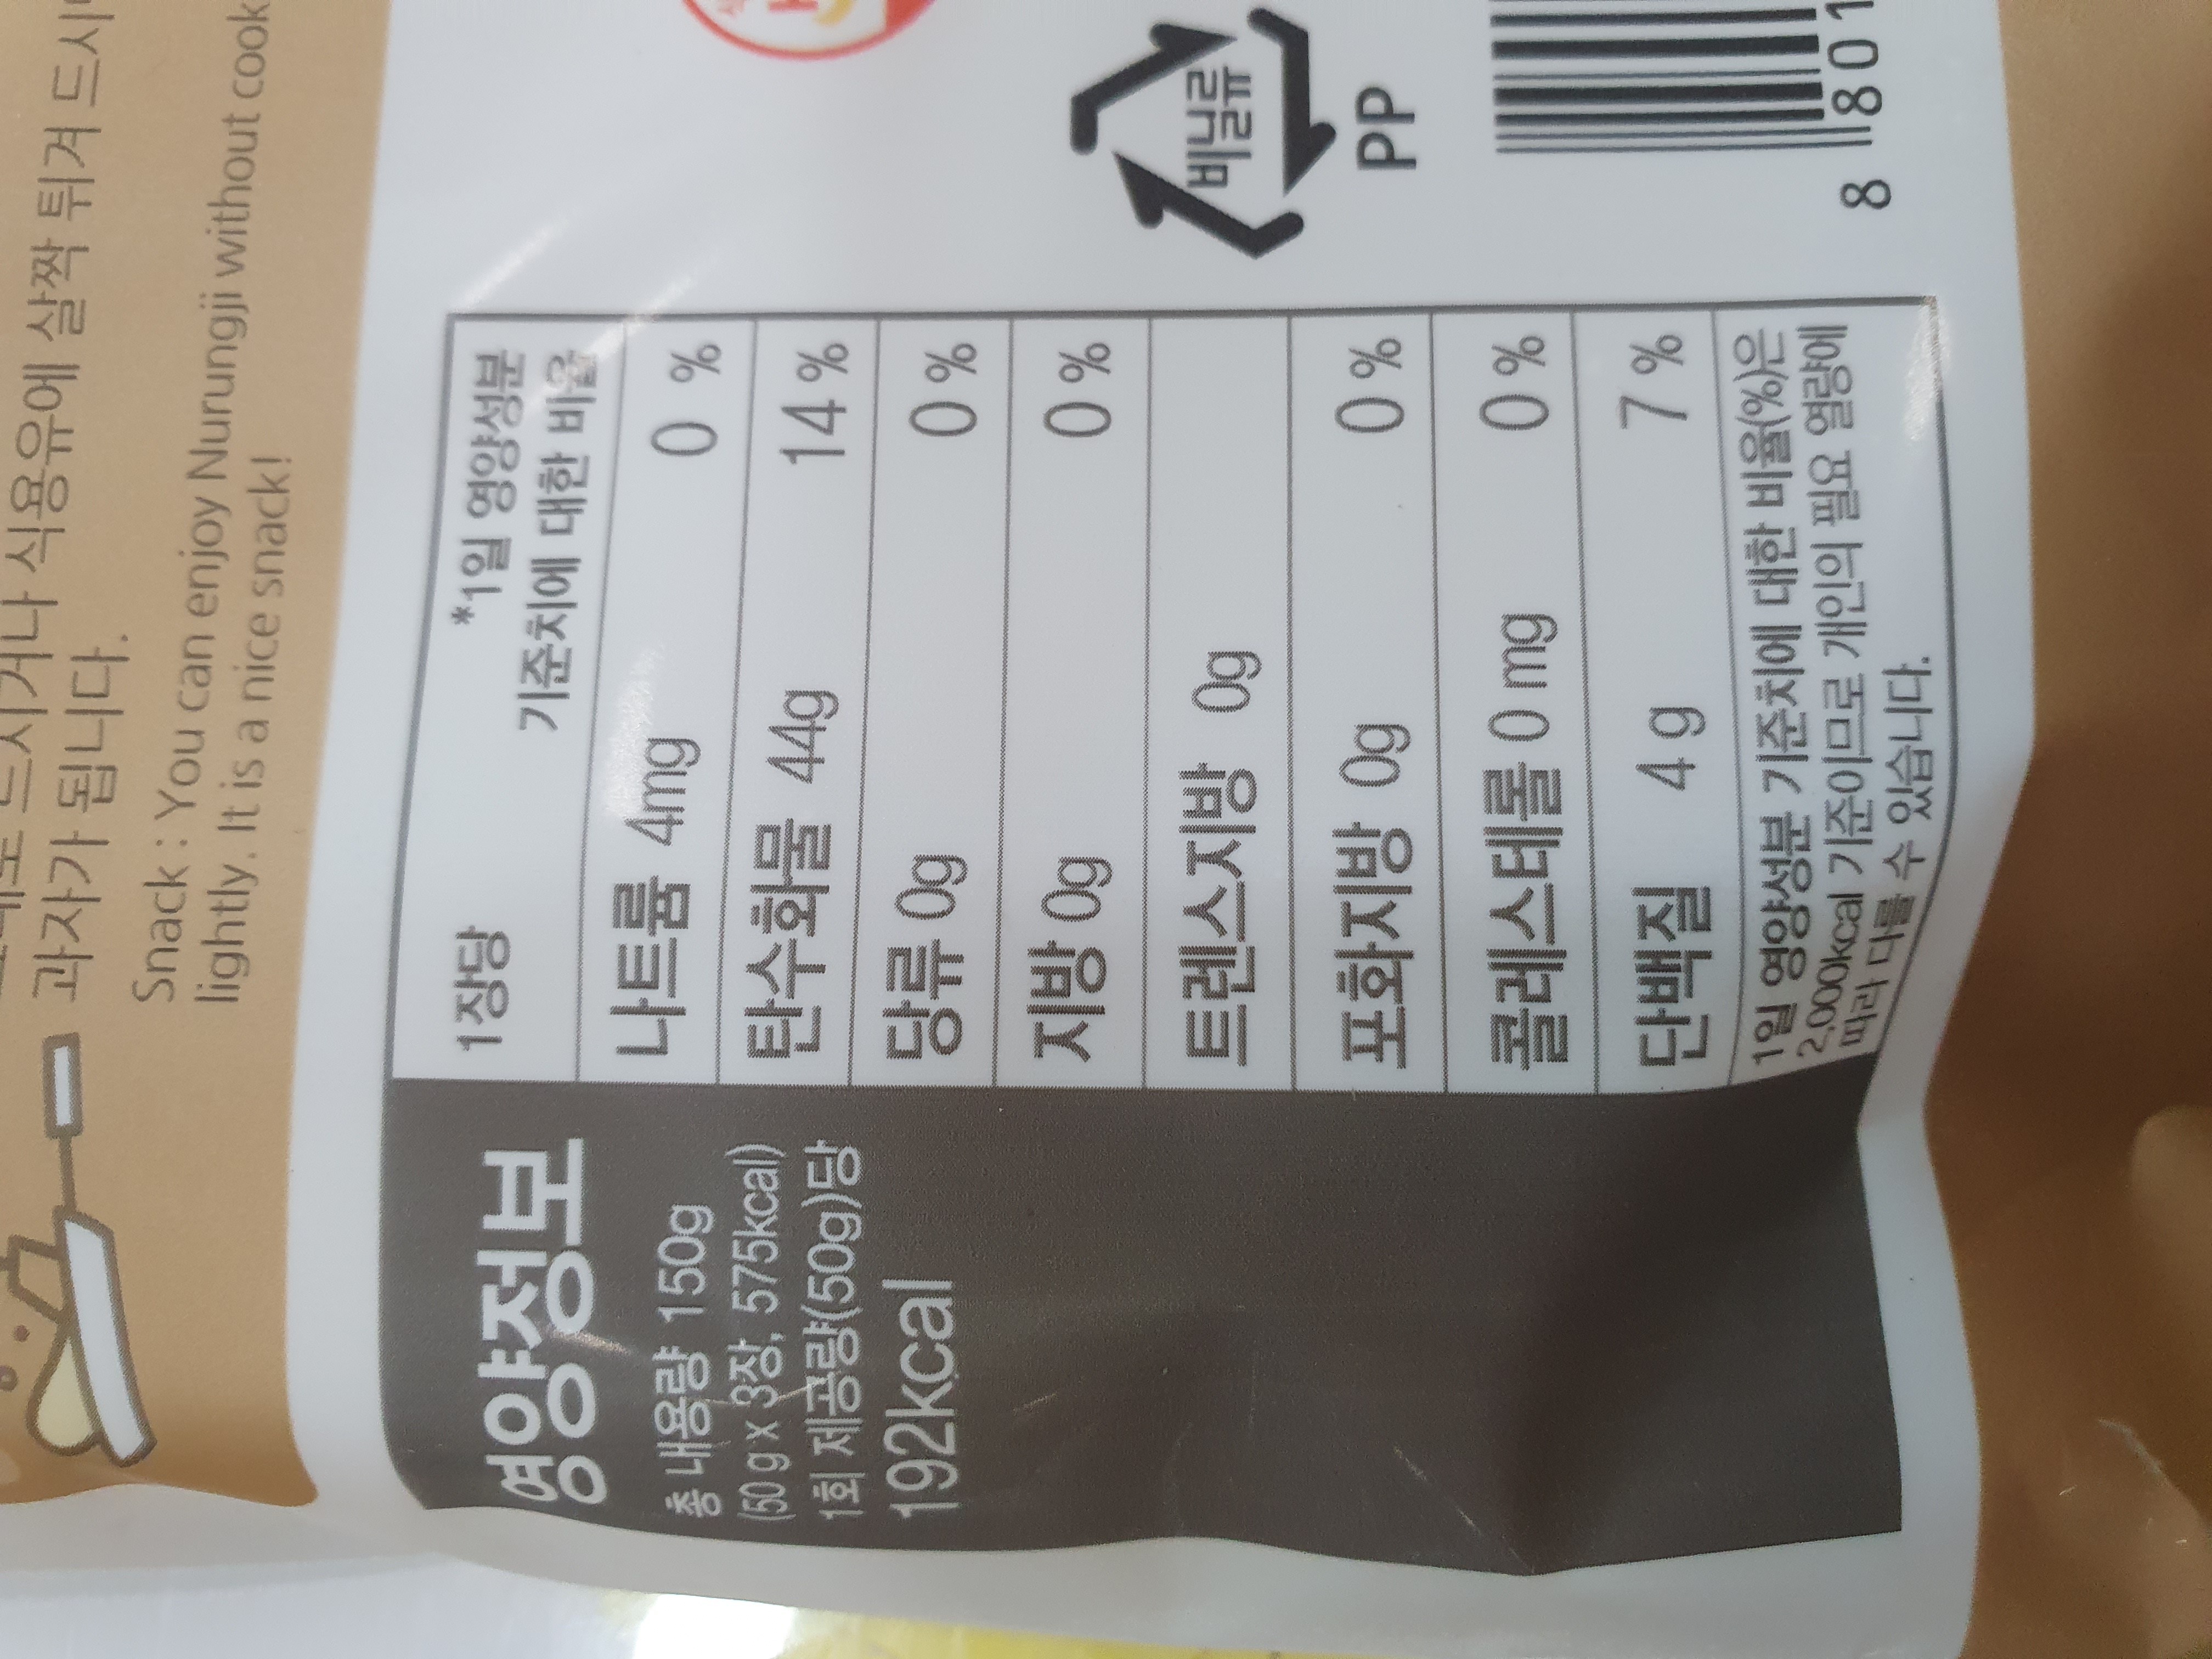 과자가 됩니다.
Snack : You can enjoy Nurungji without cook
lightly. It is a nice snack!
영양정보
총 내용량 150g
(50 g x 3장, 575kcal)
1회 제공량(50g)당
192kcal
1장당
*1일 영양성분
기준치에 대한 비율
나트륨 4mg 0 %
탄수화물 44g 14 %
당류 0g 0 %
지방 0g 0 %
트렌스지방 0g
포화지방 0g 0 %
콜레스테롤 0 mg 0 %
단백질 4 g 7 %
1일 영양성분 기준치에 대한 비율(%)은
2,000kcal 기준이므로 개인의 필요 열량에
따라 다를 수 있습니다.
비닐류
PP
8 801